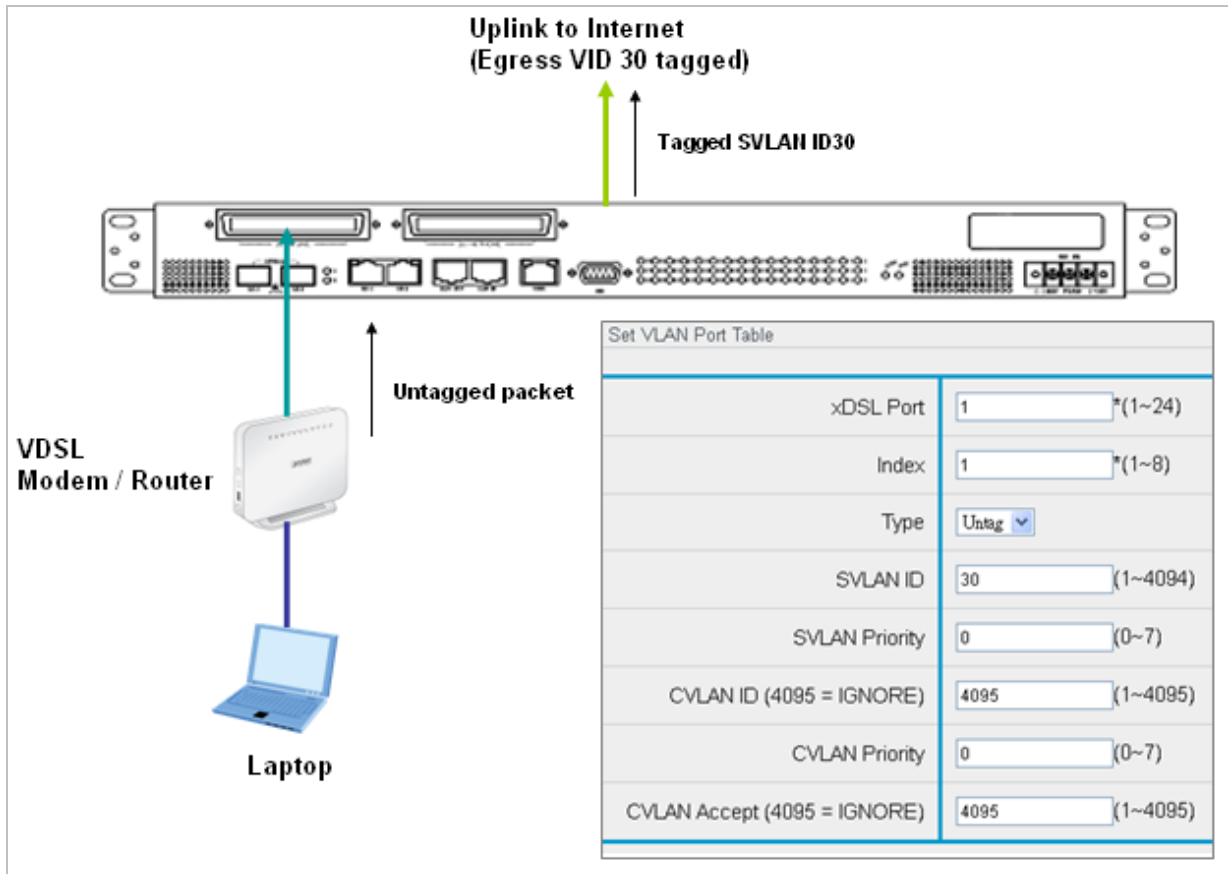 Uplink to Internet
(Egress VID 30 tagged)
Tagged SVLAN ID30
Untagged packet
VDSL
Modem / Router
Laptop
Set VLAN Port Table
xDSL Port 1 *(1~24)
Index 1 *(1~8)
Type Untag
SVLAN ID 30 (1~4094)
SVLAN Priority 0 (0~7)
CVLAN ID (4095 = IGNORE) 4095 (1~4095)
CVLAN Priority 0 (0~7)
CVLAN Accept (4095 = IGNORE) 4095 (1~4095)